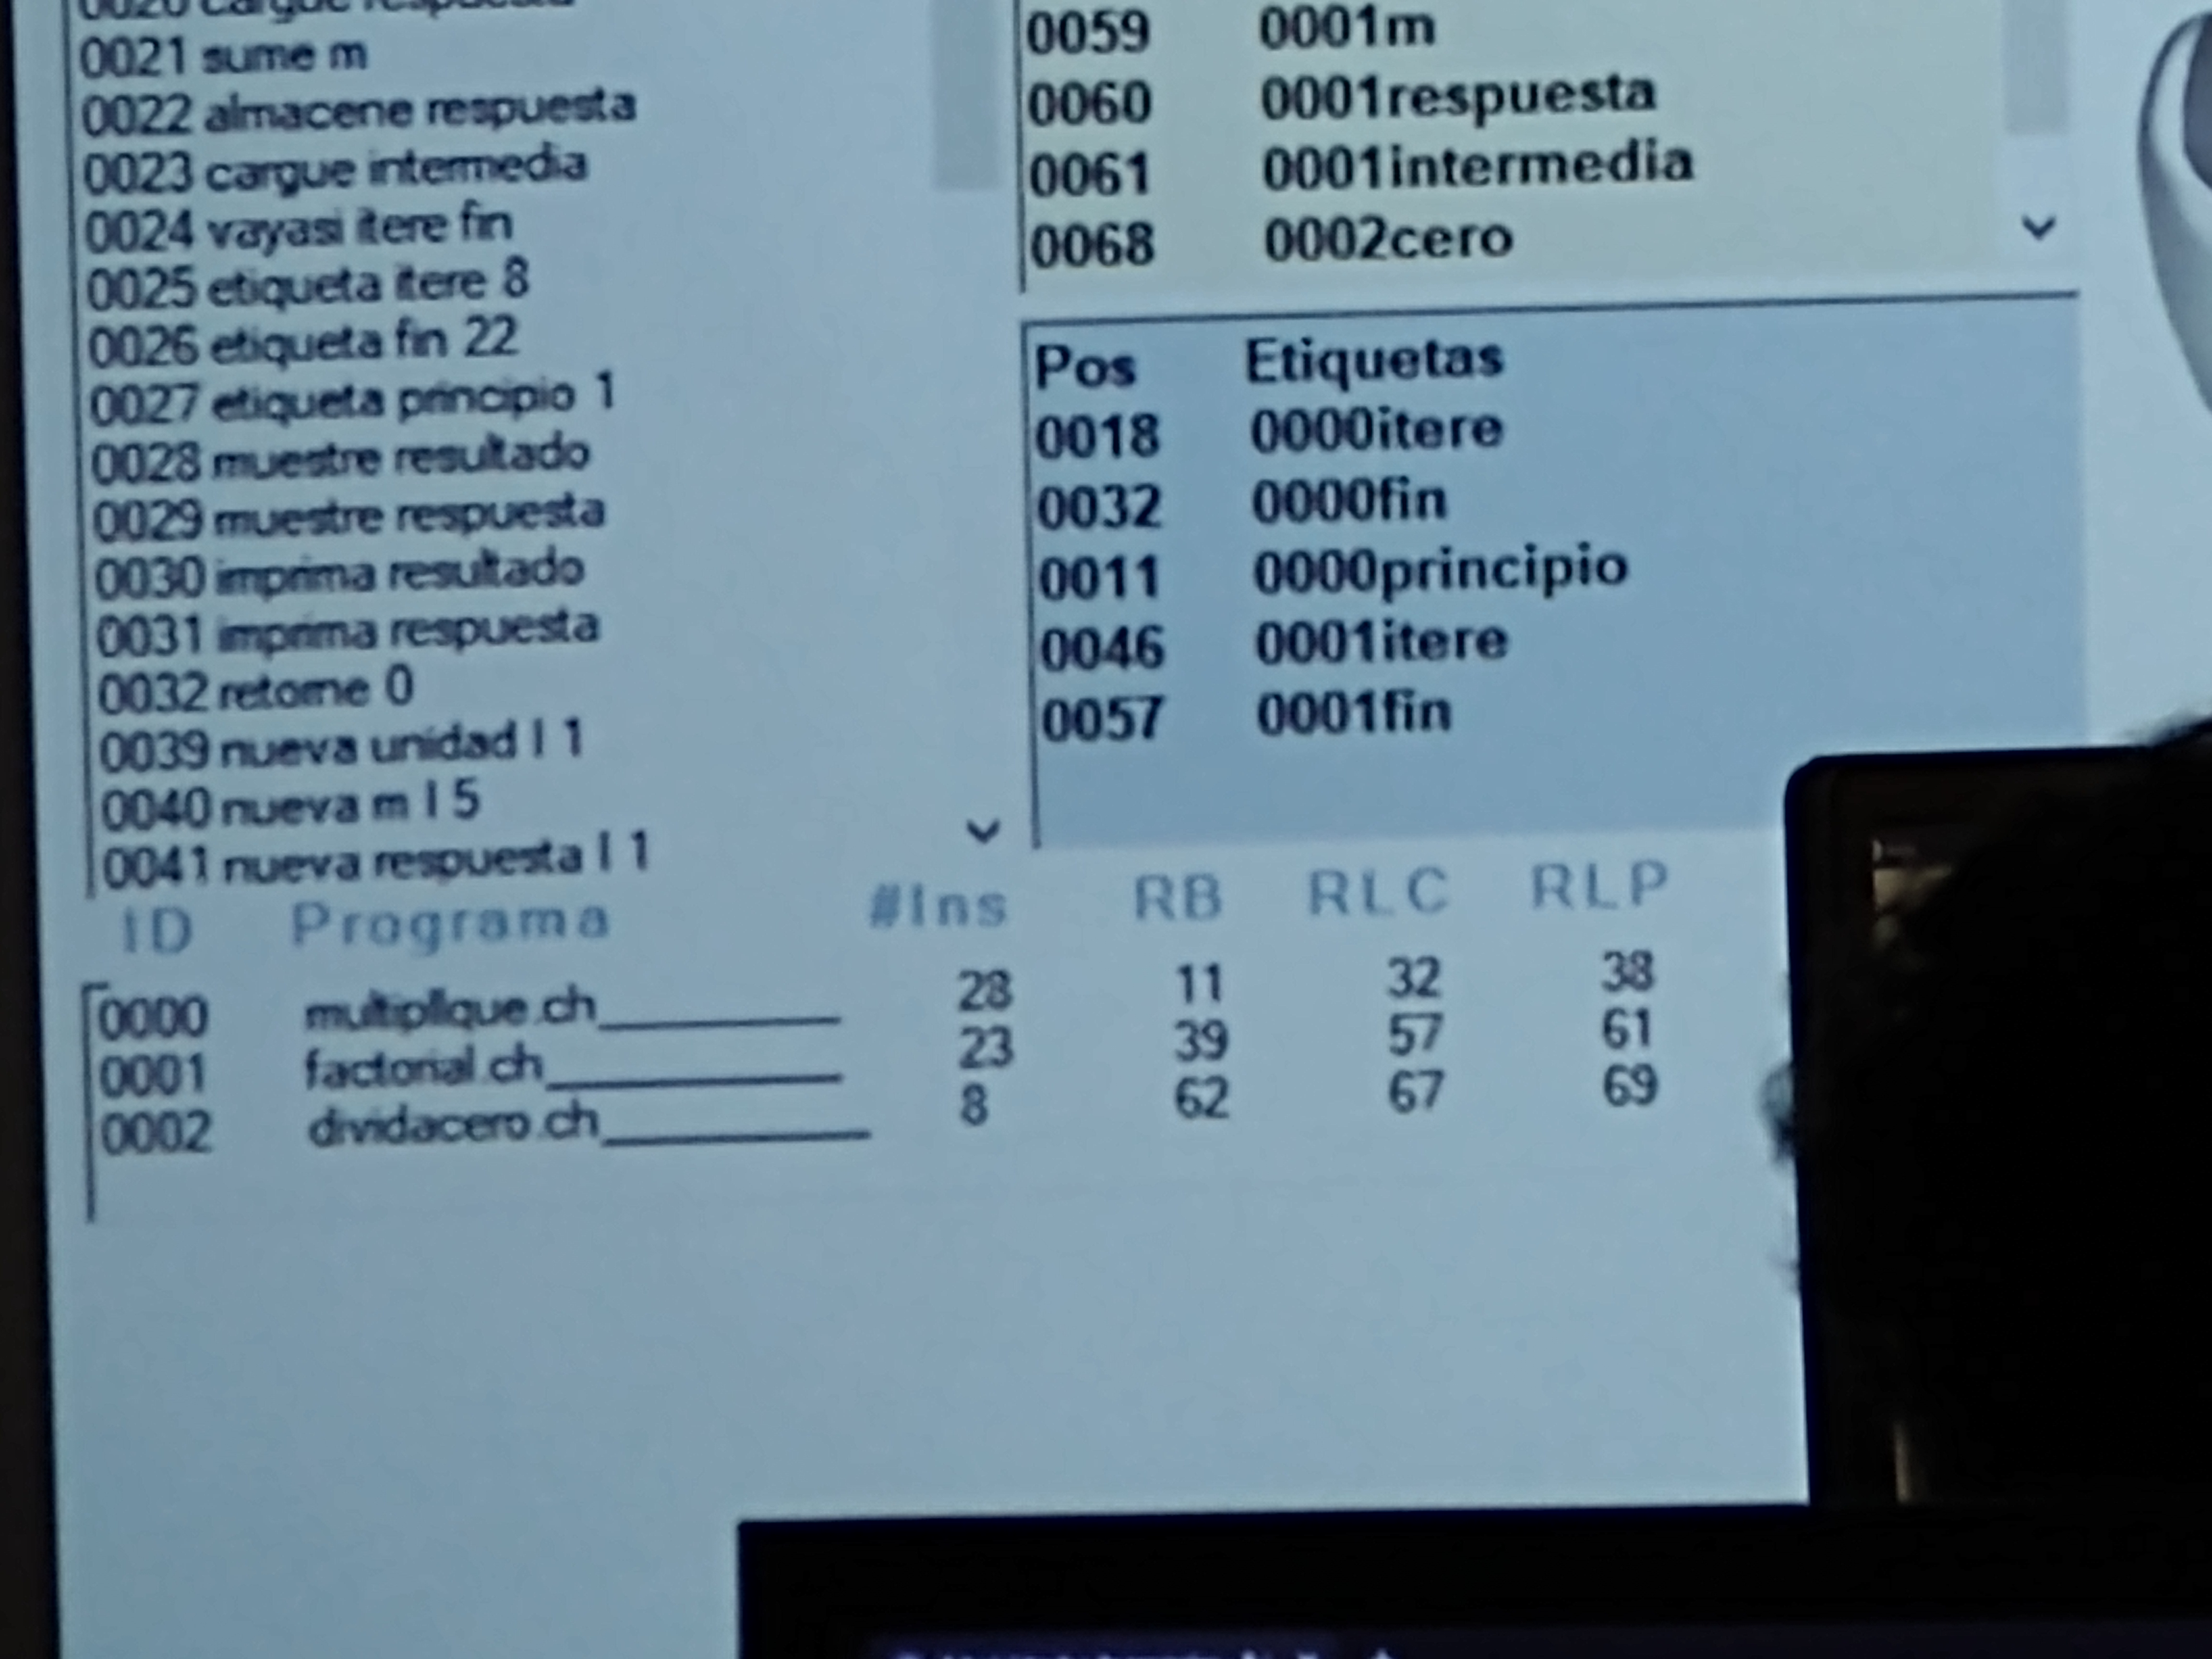 0020 cargue respuesta
0021 sume m
0022 almacene respuesta
0023 cargue intermedia
0024 vayasi itere fin
0025 etiqueta itere 8
0026 etiqueta fin 22
0027 etiqueta principio 1
0028 muestre resultado
0029 muestre respuesta
0030 imprima resultado
0031 imprima respuesta
0032 retorne 0
0039 nueva unidad I 1
0040 nueva m I 5
0041 nueva respuesta I 1
0059 0001m
0060 0001respuesta
0061 0001intermedia
0068 0002cero
Pos Etiquetas
0018 0000itere
0032 0000fin
0011 0000principio
0046 0001itere
0057 0001fin
ID Programa #Ins RB RLC RLP
0000 multiplique.ch 28 11 32 38
0001 factorial.ch 23 39 57 61
0002 dividacero.ch 8 62 67 69